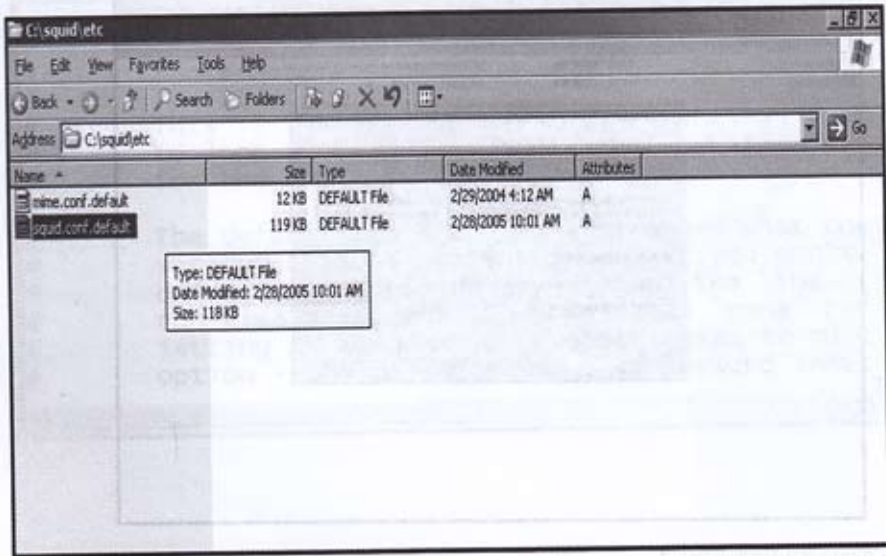 C:\squid\etc
File Edit View Favorites Tools Help
Back Search Folders
Address C:\squid\etc Go
Name Size Type Date Modified Attributes
mime.conf.default 12 KB DEFAULT File 2/29/2004 4:12 AM A
squid.conf.default 119 KB DEFAULT File 2/28/2005 10:01 AM A
Type: DEFAULT File
Date Modified: 2/28/2005 10:01 AM
Size: 118 KB